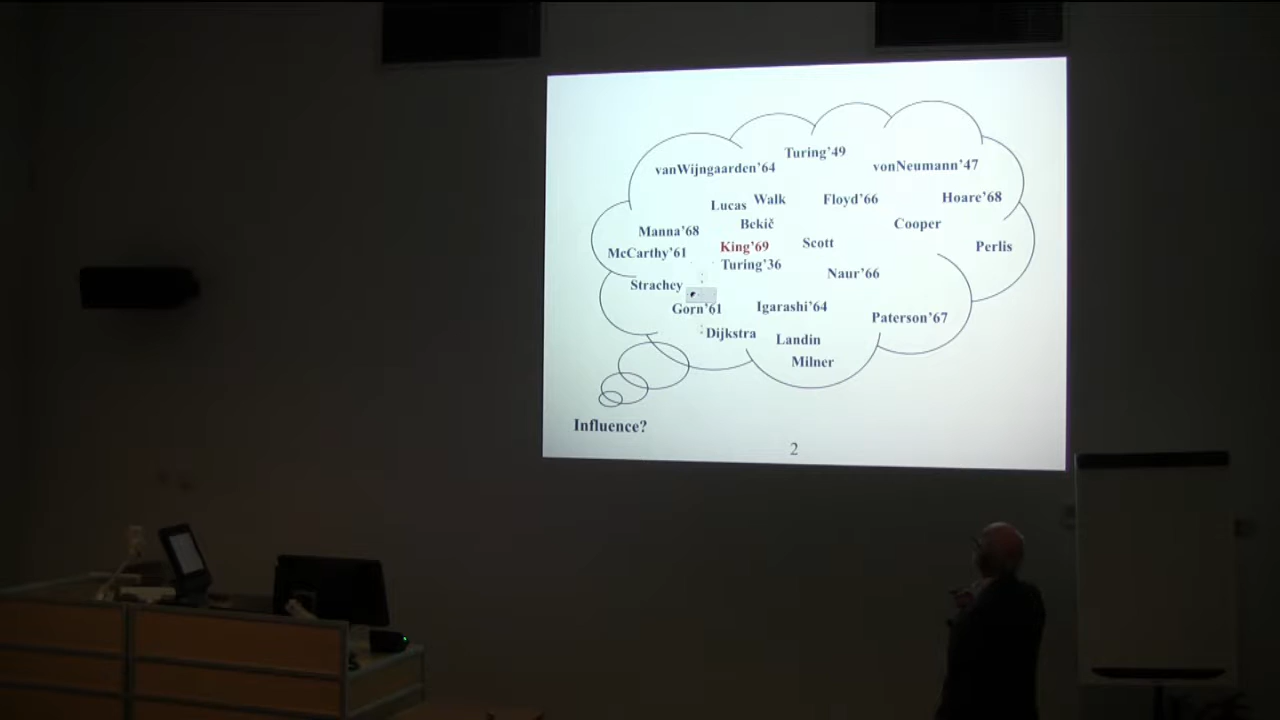 Turing'49
vanWijngaarden'64
vonNeumann'47
Lucas Walk Floyd'66 Hoare'68
Bekič Cooper
Manna'68
McCarthy'61 King'69 Scott Perlis
Turing'36 Naur'66
Strachey
Gorn'61 Igarashi'64 Paterson'67
Dijkstra Landin
Milner
Influence?
2